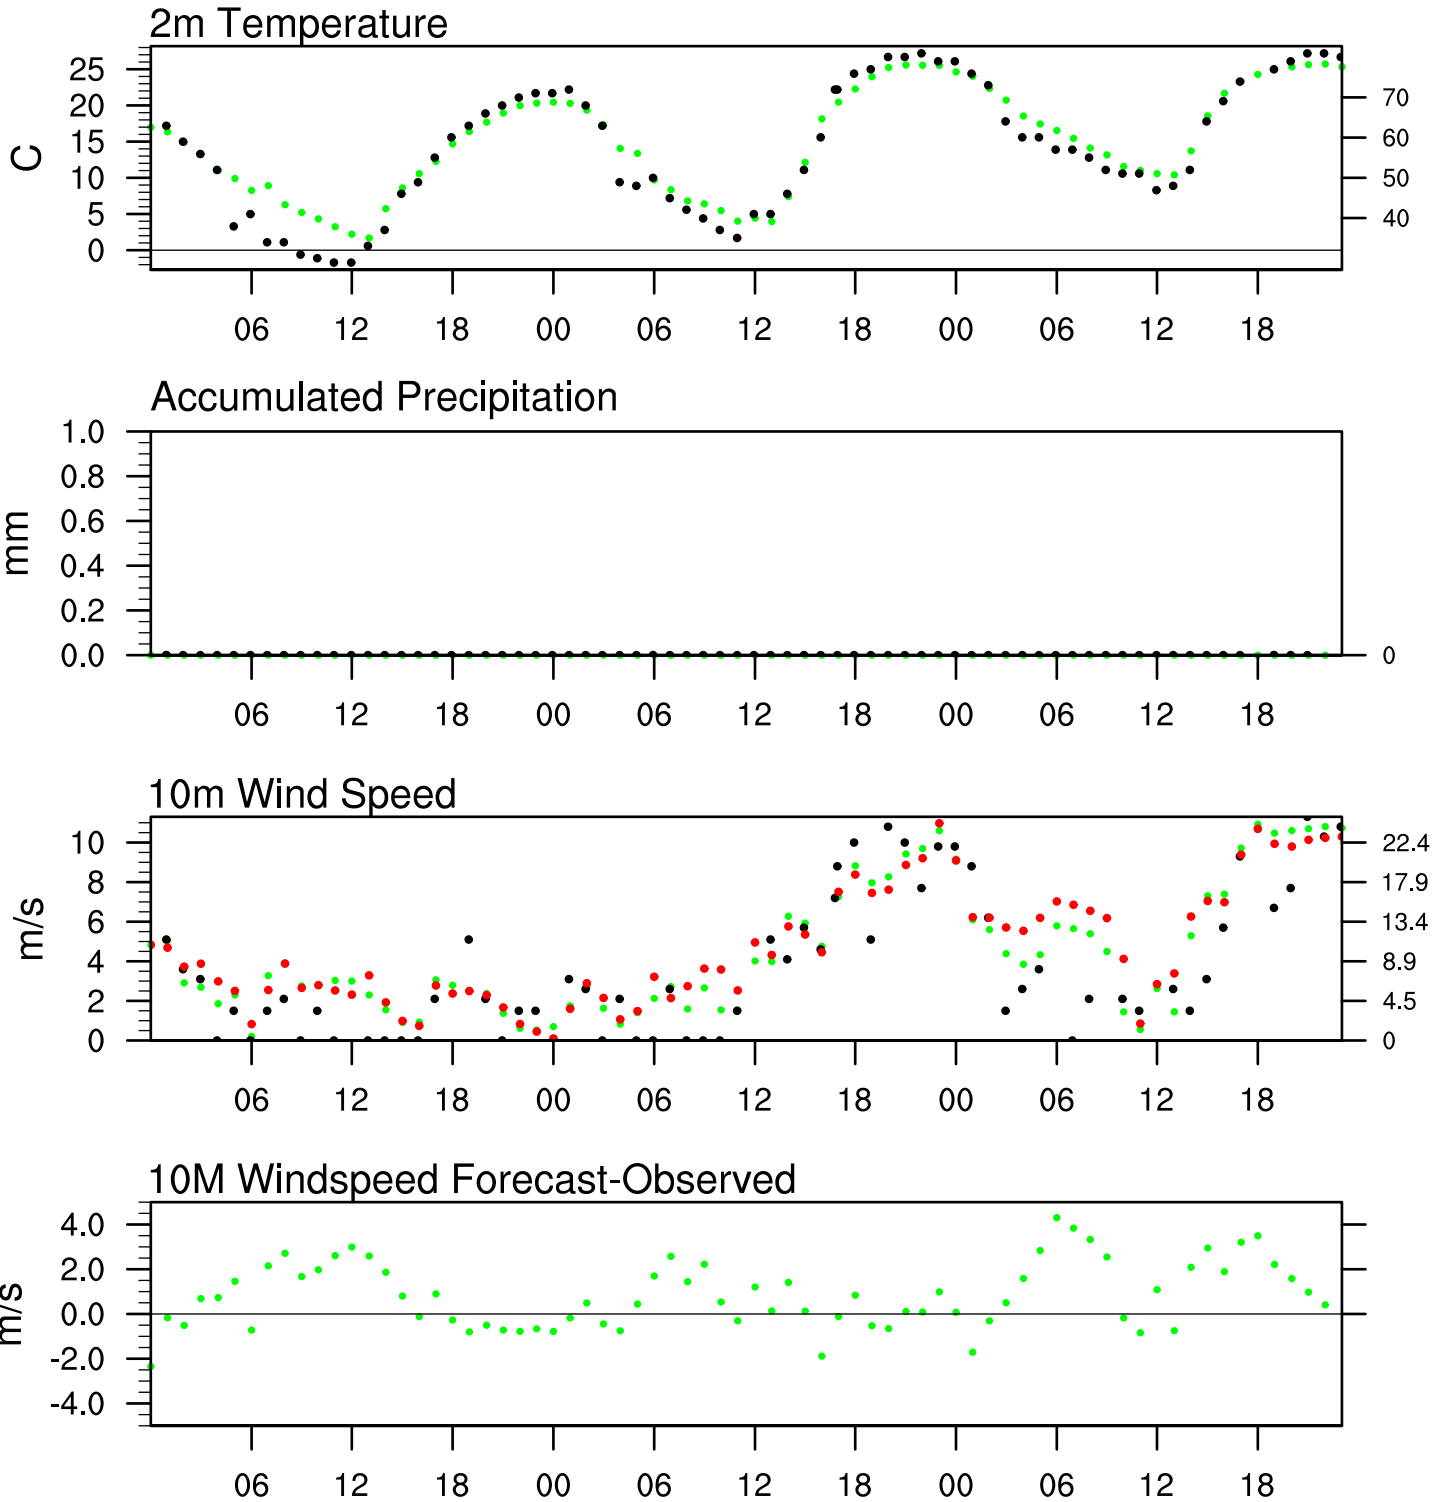 2m Temperature
25
20
15
10
5
0
C
70
60
50
40
06 12 18 00 06 12 18 00 06 12 18
Accumulated Precipitation
1.0
0.8
0.6
0.4
0.2
0.0
mm
0
06 12 18 00 06 12 18 00 06 12 18
10m Wind Speed
10
8
6
4
2
0
m/s
22.4
17.9
13.4
8.9
4.5
0
06 12 18 00 06 12 18 00 06 12 18
10M Windspeed Forecast-Observed
4.0
2.0
0.0
-2.0
-4.0
m/s
06 12 18 00 06 12 18 00 06 12 18